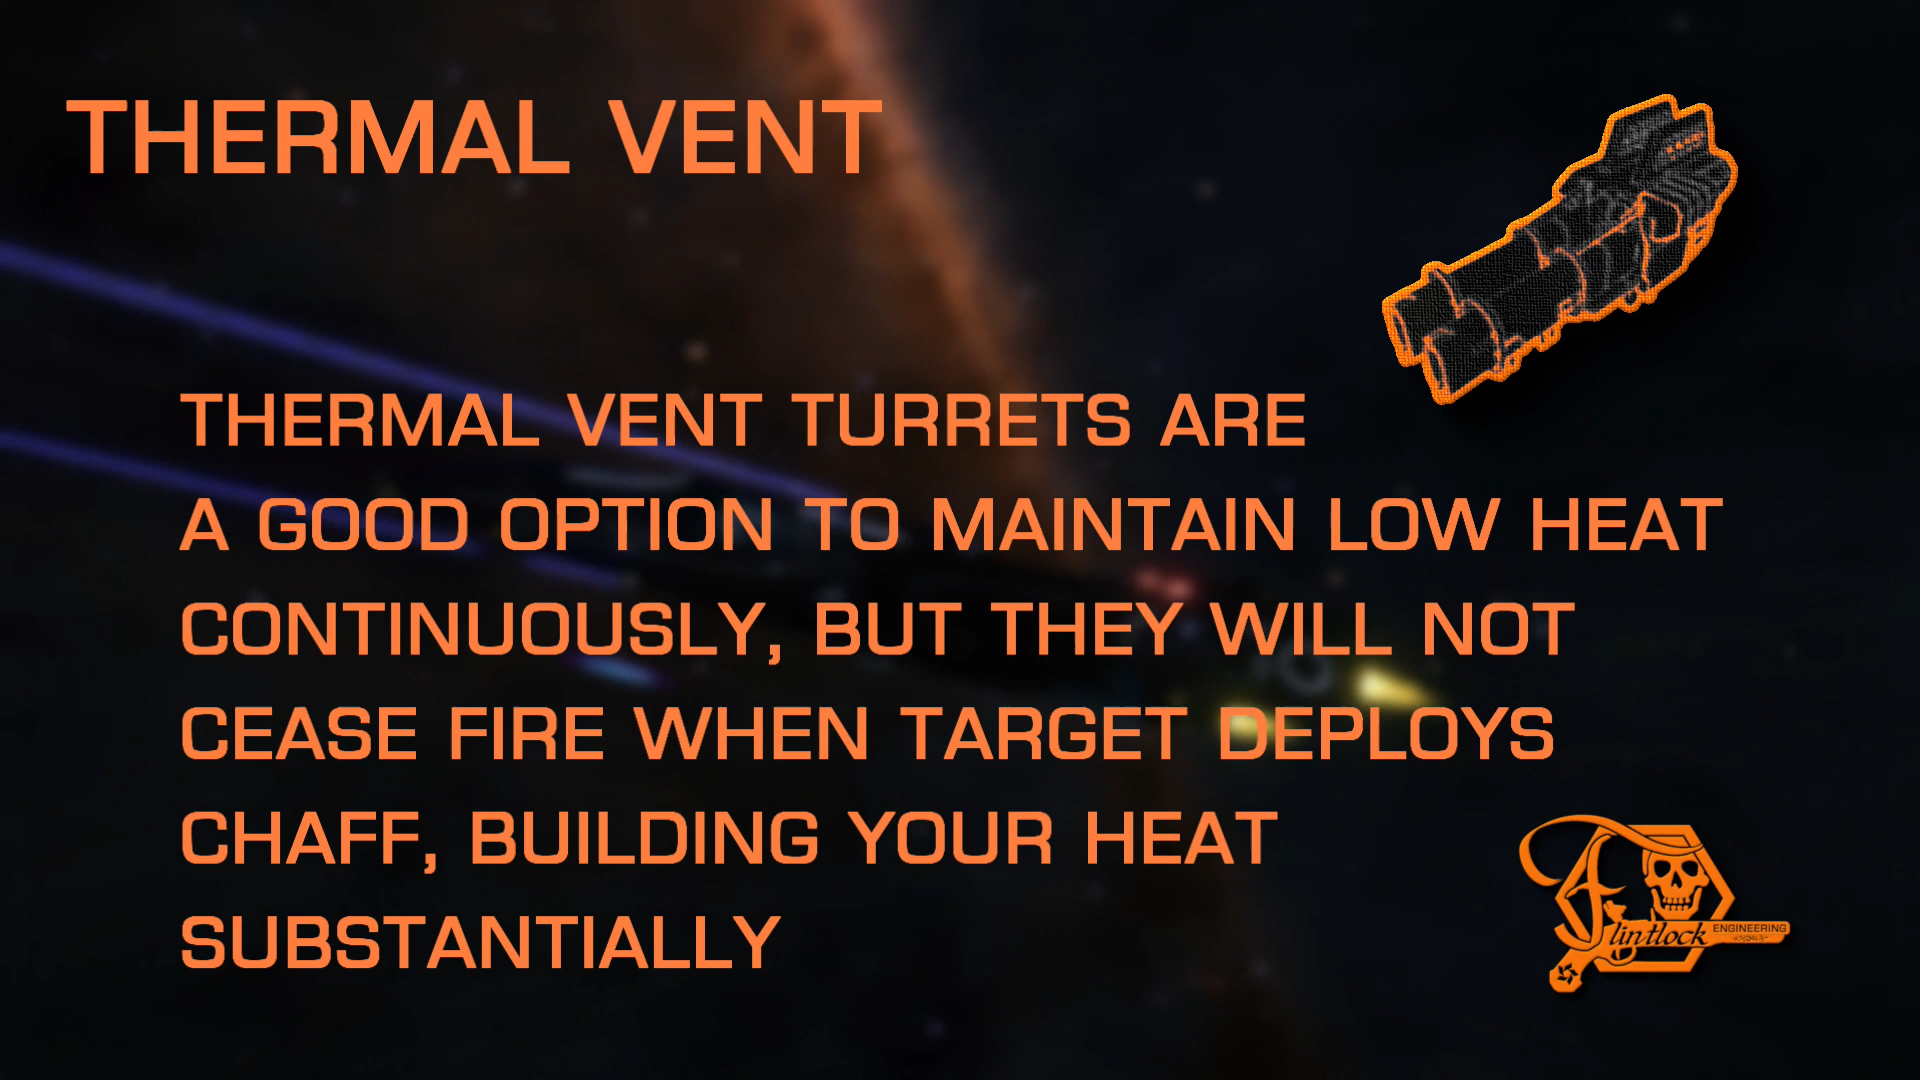 THERMAL VENT
THERMAL VENT TURRETS ARE
A GOOD OPTION TO MAINTAIN LOW HEAT
CONTINUOUSLY, BUT THEY WILL NOT
CEASE FIRE WHEN TARGET DEPLOYS
CHAFF, BUILDING YOUR HEAT
SUBSTANTIALLY
Flintlock ENGINEERING